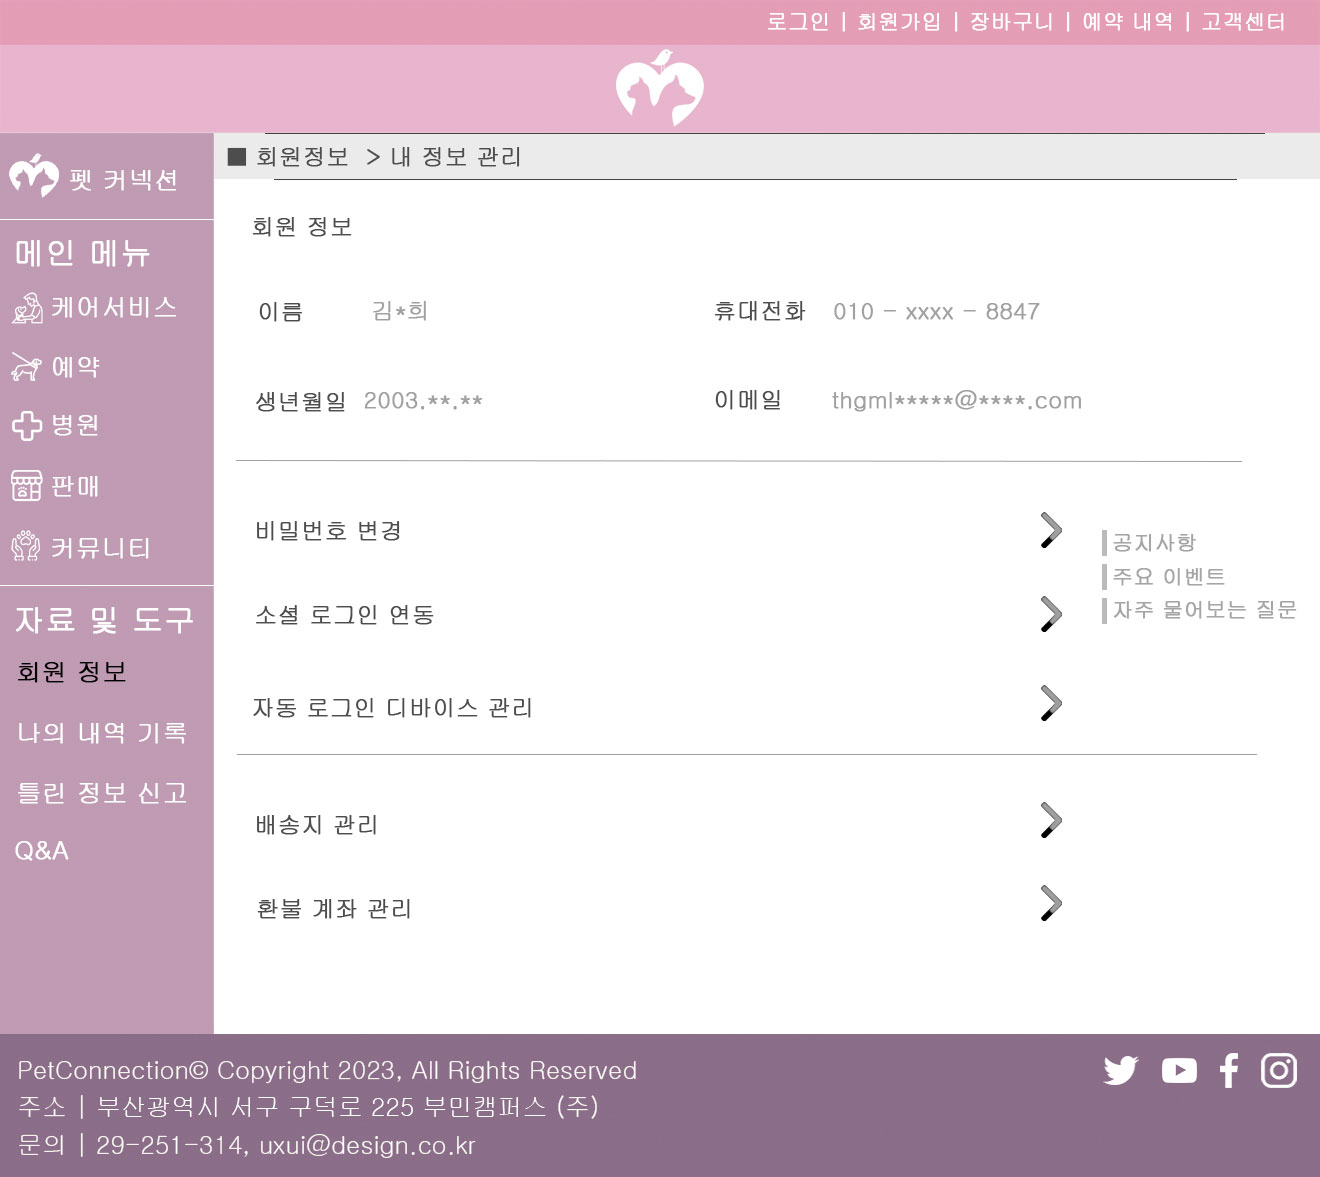 로그인 | 회원가입 | 장바구니 | 예약 내역 | 고객센터
펫 커넥션
■ 회원정보 > 내 정보 관리
메인 메뉴
케어서비스
예약
병원
판매
커뮤니티
자료 및 도구
회원 정보
나의 내역 기록
틀린 정보 신고
Q&A
회원 정보
이름 김*희 휴대전화 010 - xxxx - 8847
생년월일 2003.**.** 이메일 thgml*****@****.com
비밀번호 변경
소셜 로그인 연동
자동 로그인 디바이스 관리
배송지 관리
환불 계좌 관리
공지사항
주요 이벤트
자주 물어보는 질문
PetConnection© Copyright 2023, All Rights Reserved
주소 | 부산광역시 서구 구덕로 225 부민캠퍼스 (주)
문의 | 29-251-314, uxui@design.co.kr